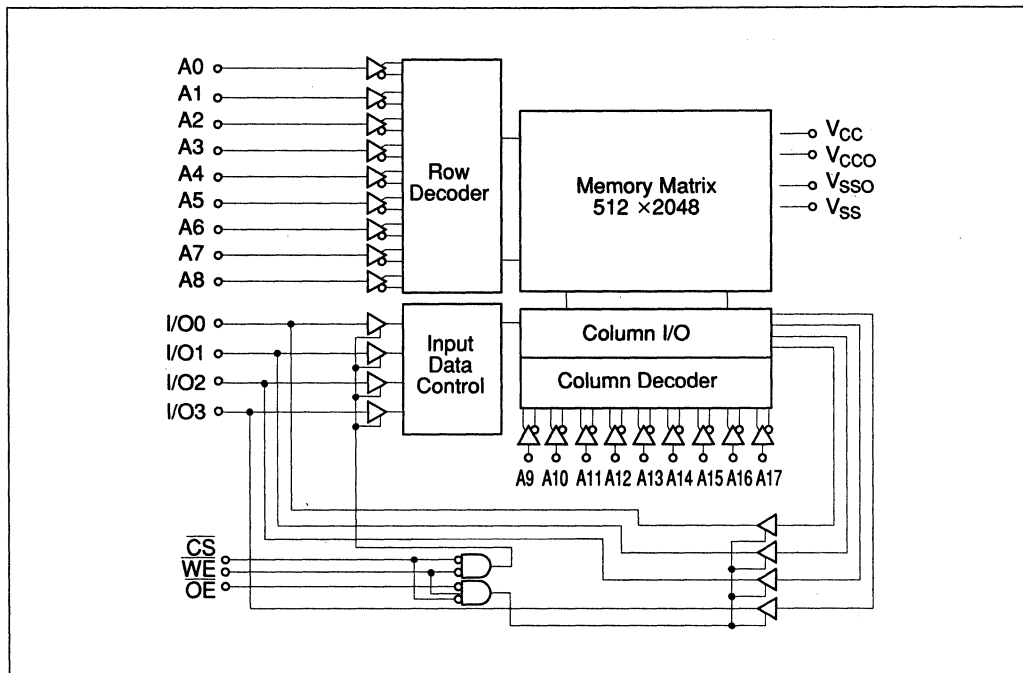 A0
A1
A2
A3
A4
A5
A6
A7
A8
Row
Decoder
Memory Matrix
512 ×2048
VCC
VCCO
VSSO
VSS
I/O0
I/O1
I/O2
I/O3
Input
Data
Control
Column I/O
Column Decoder
A9 A10 A11 A12 A13 A14 A15 A16 A17
CS
WE
OE